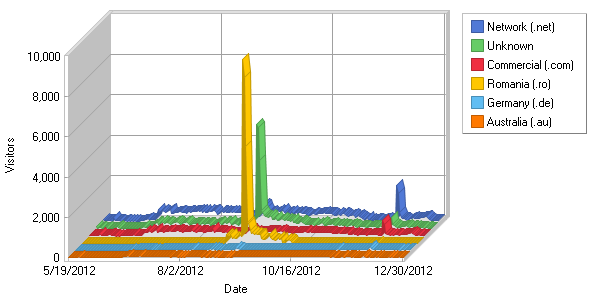 10,000
8,000
6,000
4,000
2,000
0
Visitors
5/19/2012
8/2/2012
10/16/2012
12/30/2012
Date
Network (.net)
Unknown
Commercial (.com)
Romania (.ro)
Germany (.de)
Australia (.au)